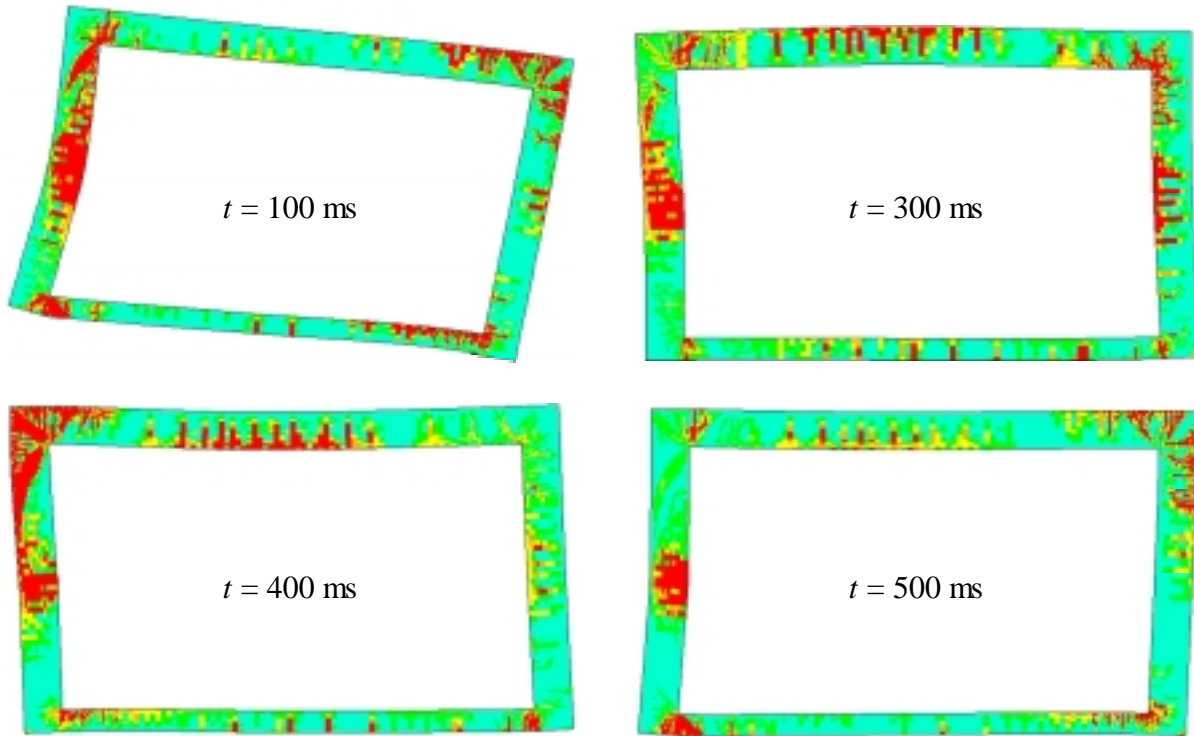 t = 100 ms
t = 300 ms
t = 400 ms
t = 500 ms